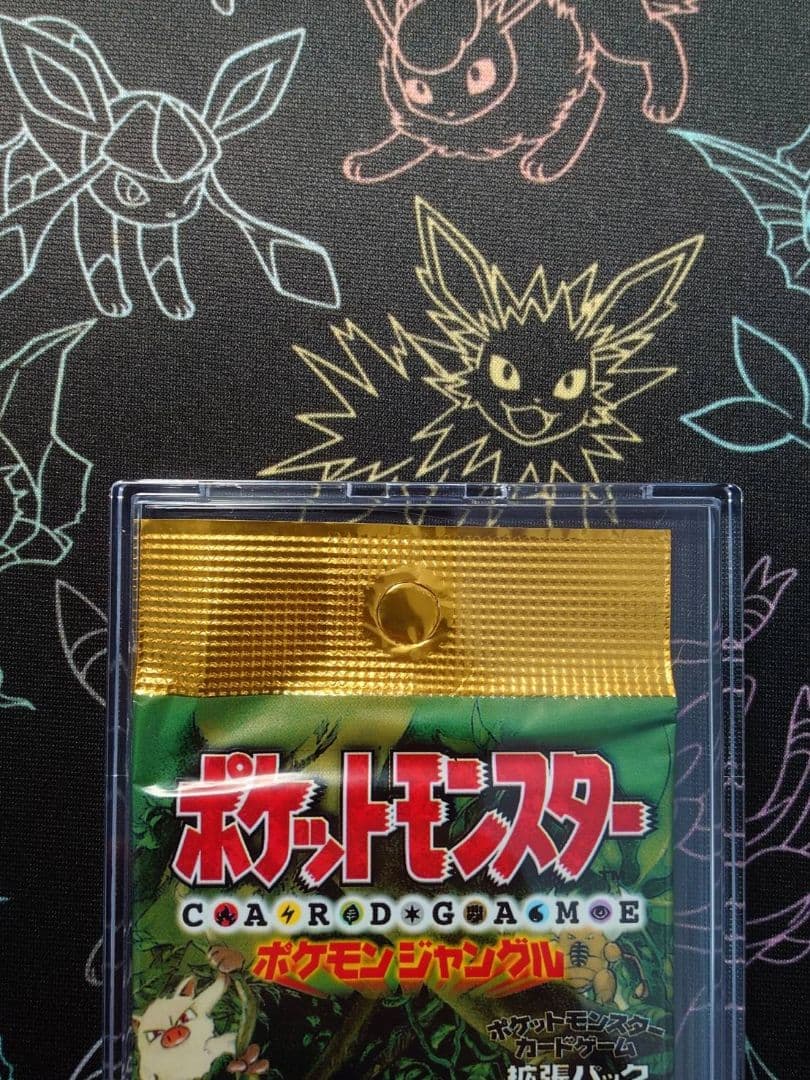 ポケットモンスター
TM
CARDGAME
ポケモンジャングル
ポケットモンスター
カードゲーム
拡張パック